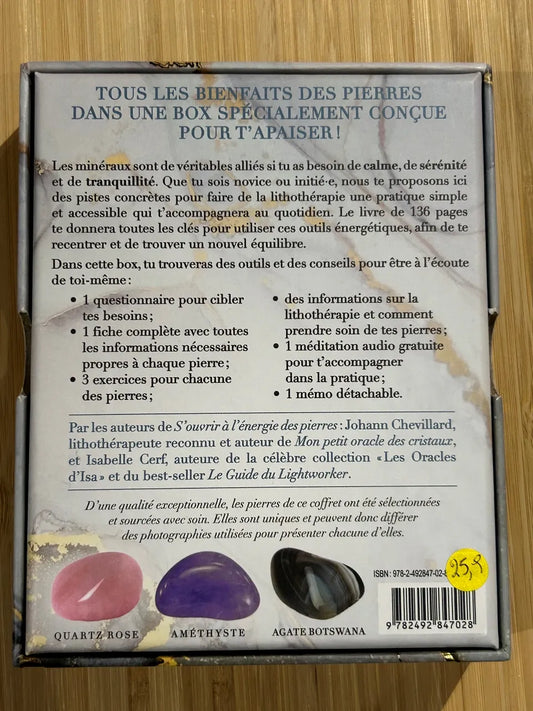 TOUS LES BIENFAITS DES PIERRES
DANS UNE BOX SPÉCIALEMENT CONÇUE
POUR T'APAISER !
Les minéraux sont de véritables alliés si tu as besoin de calme, de sérénité
et de tranquillité. Que tu sois novice ou initié·e, nous te proposons ici
des pistes concrètes pour faire de la lithothérapie une pratique simple
et accessible qui t'accompagnera au quotidien. Le livre de 136 pages
te donnera toutes les clés pour utiliser ces outils énergétiques, afin de te
recentrer et de trouver un nouvel équilibre.
Dans cette box, tu trouveras des outils et des conseils pour être à l'écoute
de toi-même :
• 1 questionnaire pour cibler
tes besoins ;
• 1 fiche complète avec toutes
les informations nécessaires
propres à chaque pierre ;
• 3 exercices pour chacune
des pierres ;
• des informations sur la
lithothérapie et comment
prendre soin de tes pierres ;
• 1 méditation audio gratuite
pour t'accompagner
dans la pratique ;
• 1 mémo détachable.
Par les auteurs de S'ouvrir à l'énergie des pierres : Johann Chevillard,
lithothérapeute reconnu et auteur de Mon petit oracle des cristaux,
et Isabelle Cerf, auteure de la célèbre collection « Les Oracles
d'Isa » et du best-seller Le Guide du Lightworker.
D'une qualité exceptionnelle, les pierres de ce coffret ont été sélectionnées
et sourcées avec soin. Elles sont uniques et peuvent donc différer
des photographies utilisées pour présenter chacune d'elles.
QUARTZ ROSE
AMÉTHYSTE
AGATE BOTSWANA
ISBN : 978-2-492847-02-
9 782492 847028